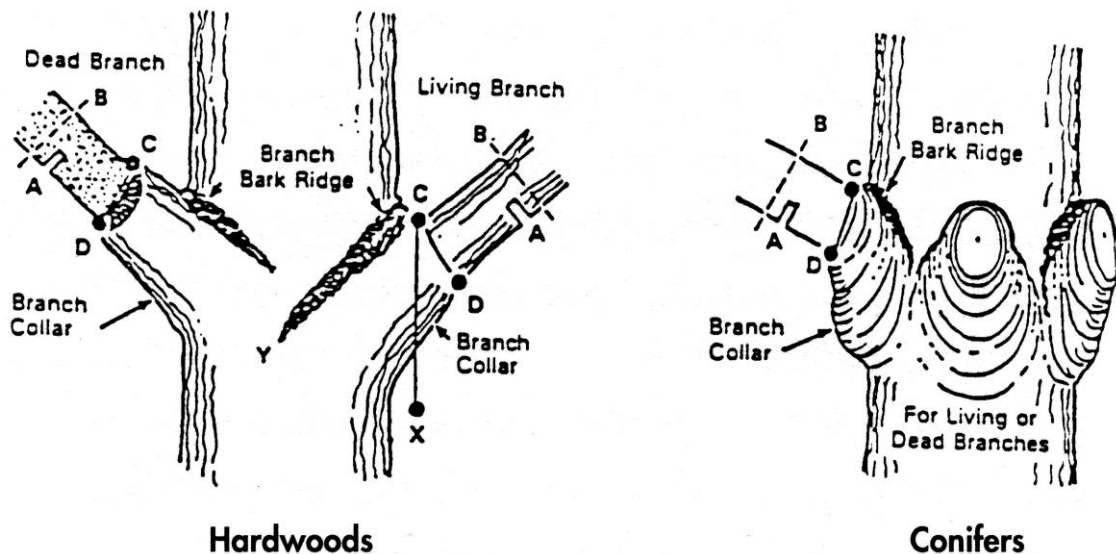 Dead Branch
B
C
A
D
Branch
Bark Ridge
Branch
Collar
Y
Living Branch
B
C
A
D
Branch
Collar
X
Hardwoods
B
C
A
D
Branch
Bark Ridge
Branch
Collar
For Living or
Dead Branches
Conifers